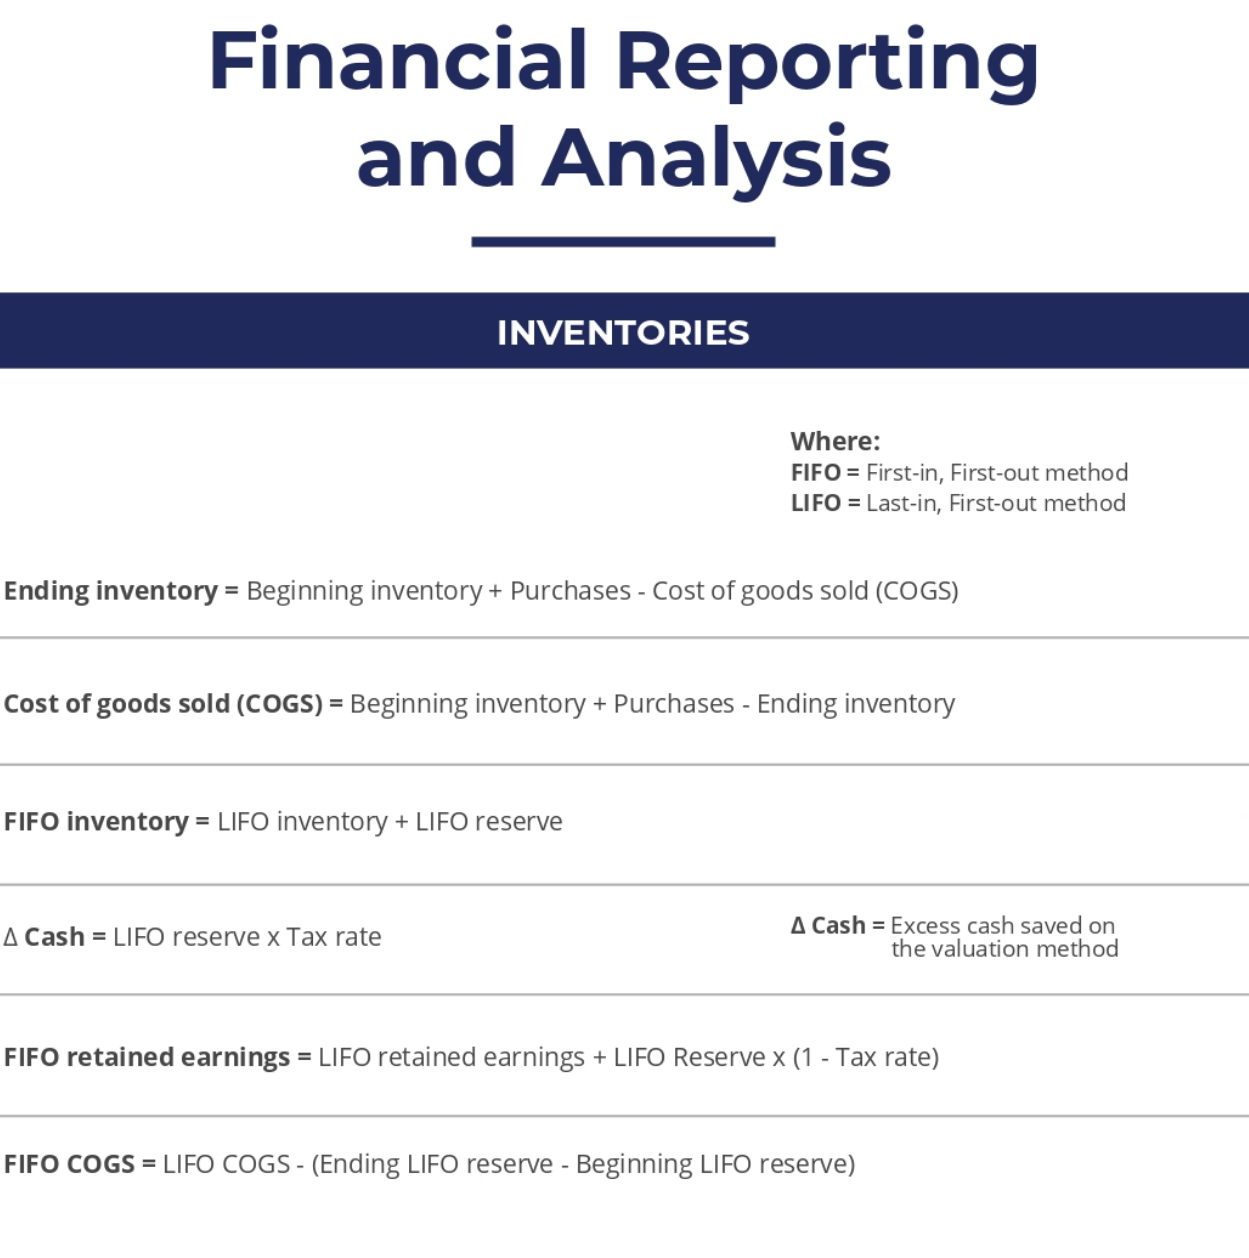 Financial Reporting
and Analysis
INVENTORIES
Where:
FIFO = First-in, First-out method
LIFO = Last-in, First-out method
Ending inventory = Beginning inventory + Purchases - Cost of goods sold (COGS)
Cost of goods sold (COGS) = Beginning inventory + Purchases - Ending inventory
FIFO inventory = LIFO inventory + LIFO reserve
Δ Cash = LIFO reserve x Tax rate
Δ Cash = Excess cash saved on
the valuation method
FIFO retained earnings = LIFO retained earnings + LIFO Reserve x (1 - Tax rate)
FIFO COGS = LIFO COGS - (Ending LIFO reserve - Beginning LIFO reserve)